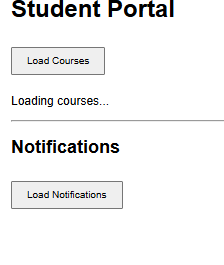 Student Portal
Load Courses
Loading courses...
Notifications
Load Notifications